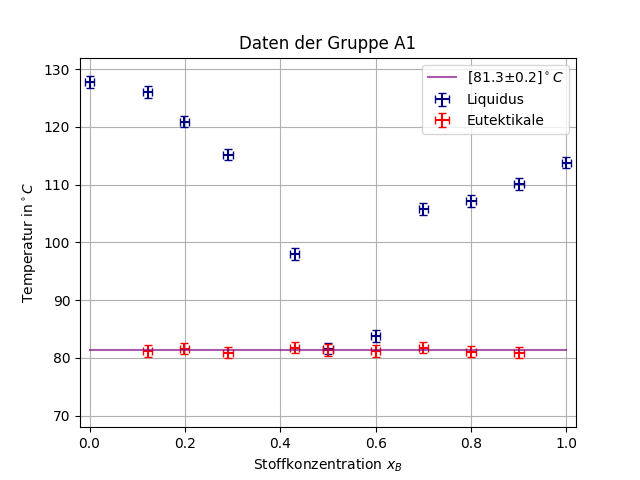 Daten der Gruppe A1
[81.3±0.2]°C
Liquidus
Eutektikale
130
120
110
100
90
80
70
Temperatur in°C
0.0 0.2 0.4 0.6 0.8 1.0
Stoffkonzentration x_B